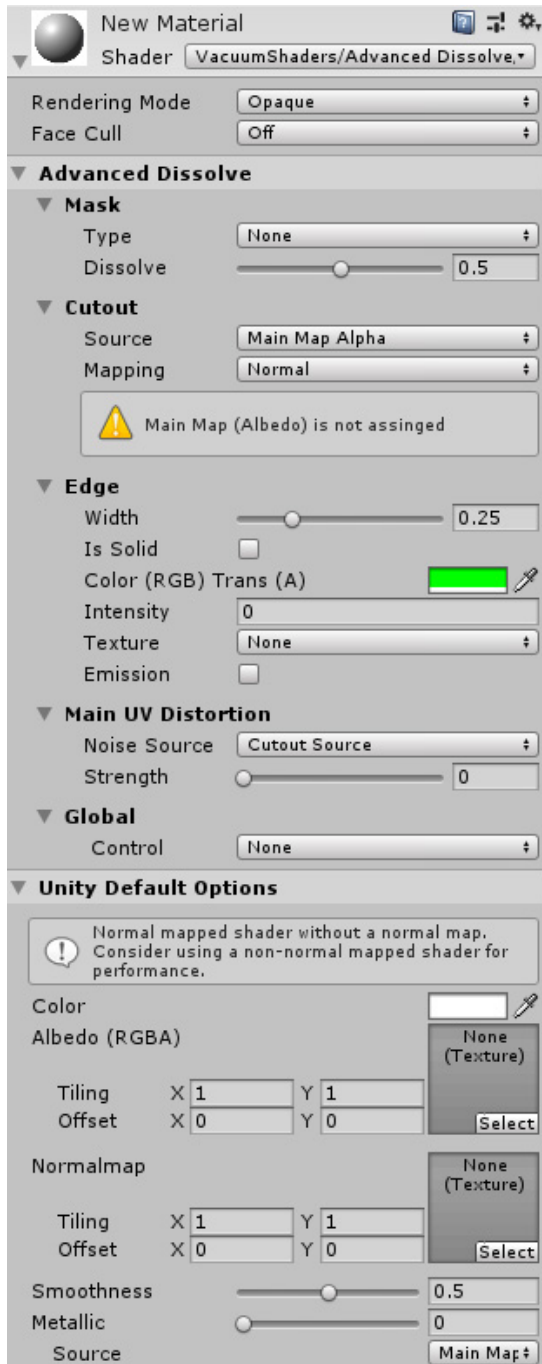 New Material
Shader VacuumShaders/Advanced Dissolve,
Rendering Mode Opaque
Face Cull Off
Advanced Dissolve
Mask
Type None
Dissolve 0.5
Cutout
Source Main Map Alpha
Mapping Normal
Main Map (Albedo) is not assinged
Edge
Width 0.25
Is Solid
Color (RGB) Trans (A)
Intensity 0
Texture None
Emission
Main UV Distortion
Noise Source Cutout Source
Strength 0
Global
Control None
Unity Default Options
Normal mapped shader without a normal map.
Consider using a non-normal mapped shader for
performance.
Color
Albedo (RGBA) None
(Texture)
Tiling X 1 Y 1
Offset X 0 Y 0 Select
Normalmap None
(Texture)
Tiling X 1 Y 1
Offset X 0 Y 0 Select
Smoothness 0.5
Metallic 0
Source Main Map